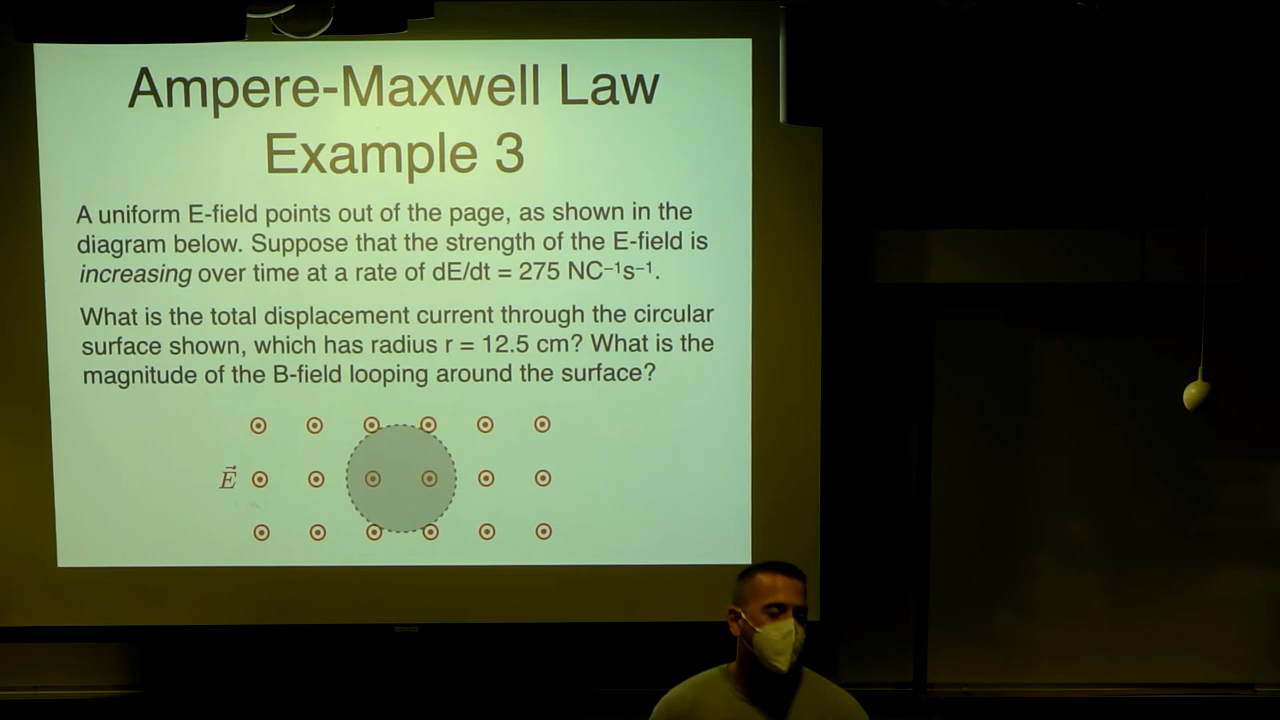 Ampere-Maxwell Law
Example 3
A uniform E-field points out of the page, as shown in the
diagram below. Suppose that the strength of the E-field is
increasing over time at a rate of dE/dt = 275 NC⁻¹s⁻¹.
What is the total displacement current through the circular
surface shown, which has radius r = 12.5 cm? What is the
magnitude of the B-field looping around the surface?
E⃗